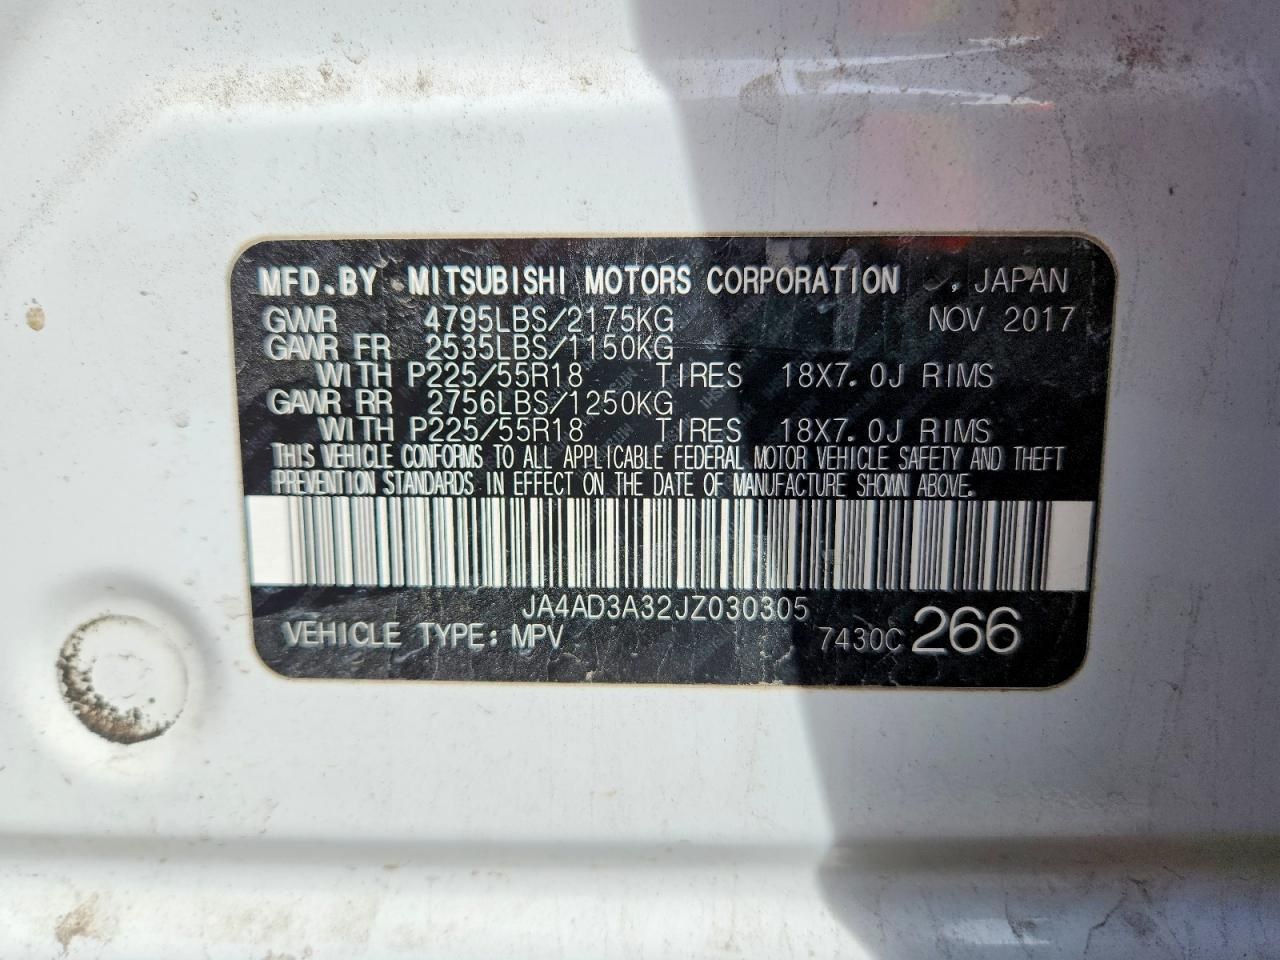 MFD.BY MITSUBISHI MOTORS CORPORATION , JAPAN
GVWR 4795LBS/2175KG NOV 2017
GAWR FR 2535LBS/1150KG
WITH P225/55R18 TIRES 18X7.0J RIMS
GAWR RR 2756LBS/1250KG
WITH P225/55R18 TIRES 18X7.0J RIMS
THIS VEHICLE CONFORMS TO ALL APPLICABLE FEDERAL MOTOR VEHICLE SAFETY AND THEFT
PREVENTION STANDARDS IN EFFECT ON THE DATE OF MANUFACTURE SHOWN ABOVE.
JA4AD3A32JZ030305
VEHICLE TYPE: MPV 7430C 266